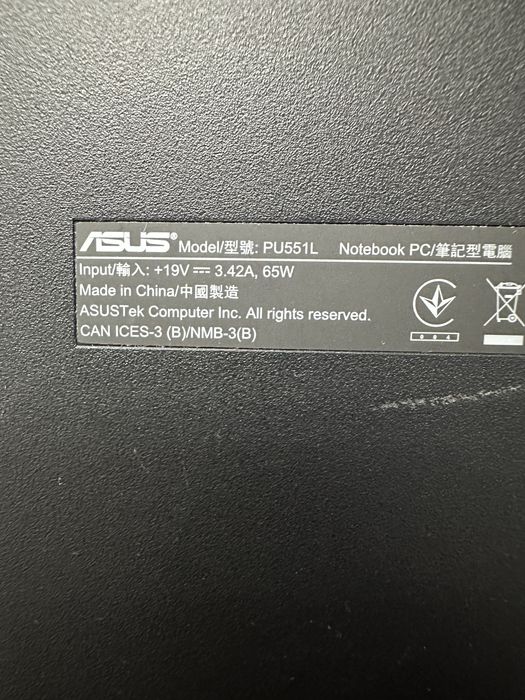 ASUS® Model/型號: PU551L Notebook PC/筆記型電腦
Input/輸入: +19V ⎓ 3.42A, 65W
Made in China/中國製造
ASUSTek Computer Inc. All rights reserved.
CAN ICES-3 (B)/NMB-3(B)
004